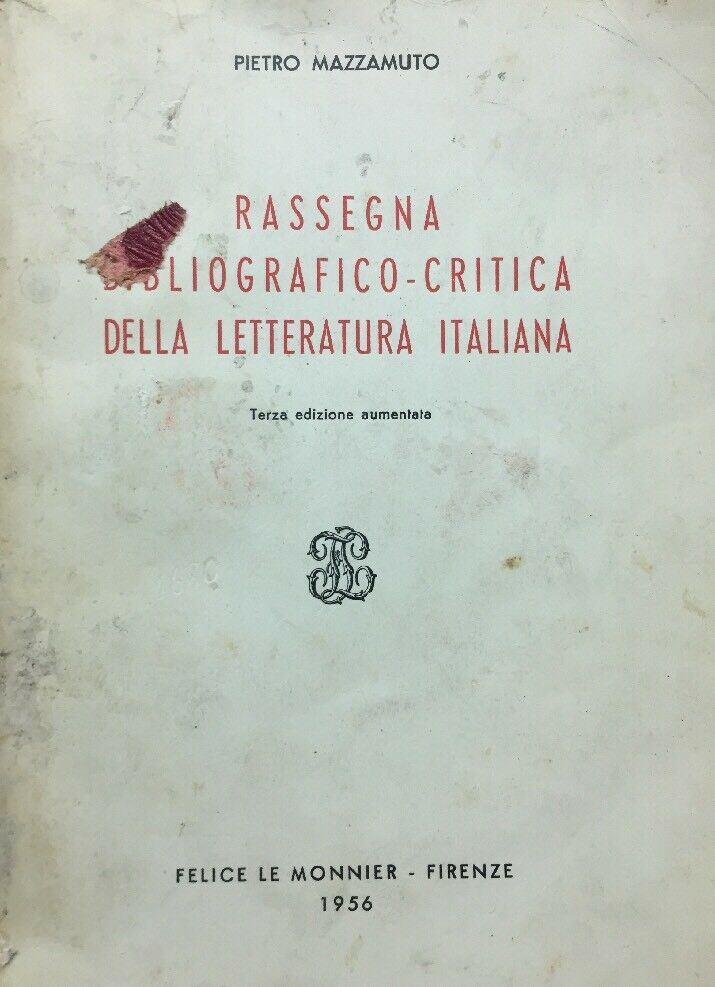 PIETRO MAZZAMUTO
RASSEGNA
BIBLIOGRAFICO-CRITICA
DELLA LETTERATURA ITALIANA
Terza edizione aumentata
FELICE LE MONNIER - FIRENZE
1956